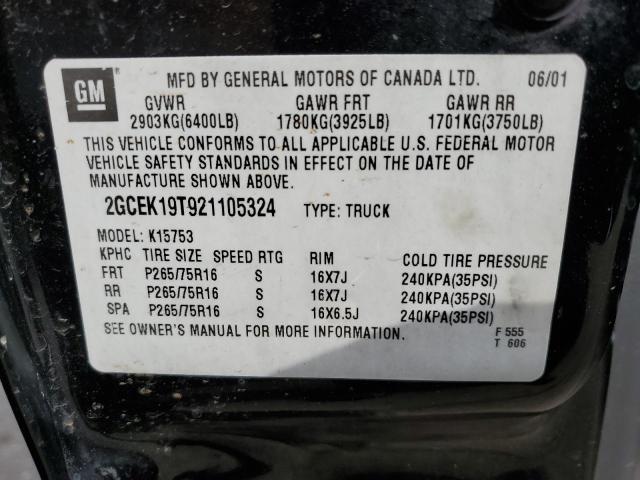 GM
MFD BY GENERAL MOTORS OF CANADA LTD. 06/01
GVWR GAWR FRT GAWR RR
2903KG(6400LB) 1780KG(3925LB) 1701KG(3750LB)
THIS VEHICLE CONFORMS TO ALL APPLICABLE U.S. FEDERAL MOTOR
VEHICLE SAFETY STANDARDS IN EFFECT ON THE DATE OF
MANUFACTURE SHOWN ABOVE.
2GCEK19T921105324 TYPE: TRUCK
MODEL: K15753
KPHC TIRE SIZE SPEED RTG RIM COLD TIRE PRESSURE
FRT P265/75R16 S 16X7J 240KPA(35PSI)
RR P265/75R16 S 16X7J 240KPA(35PSI)
SPA P265/75R16 S 16X6.5J 240KPA(35PSI)
SEE OWNER'S MANUAL FOR MORE INFORMATION.
F 555
T 606